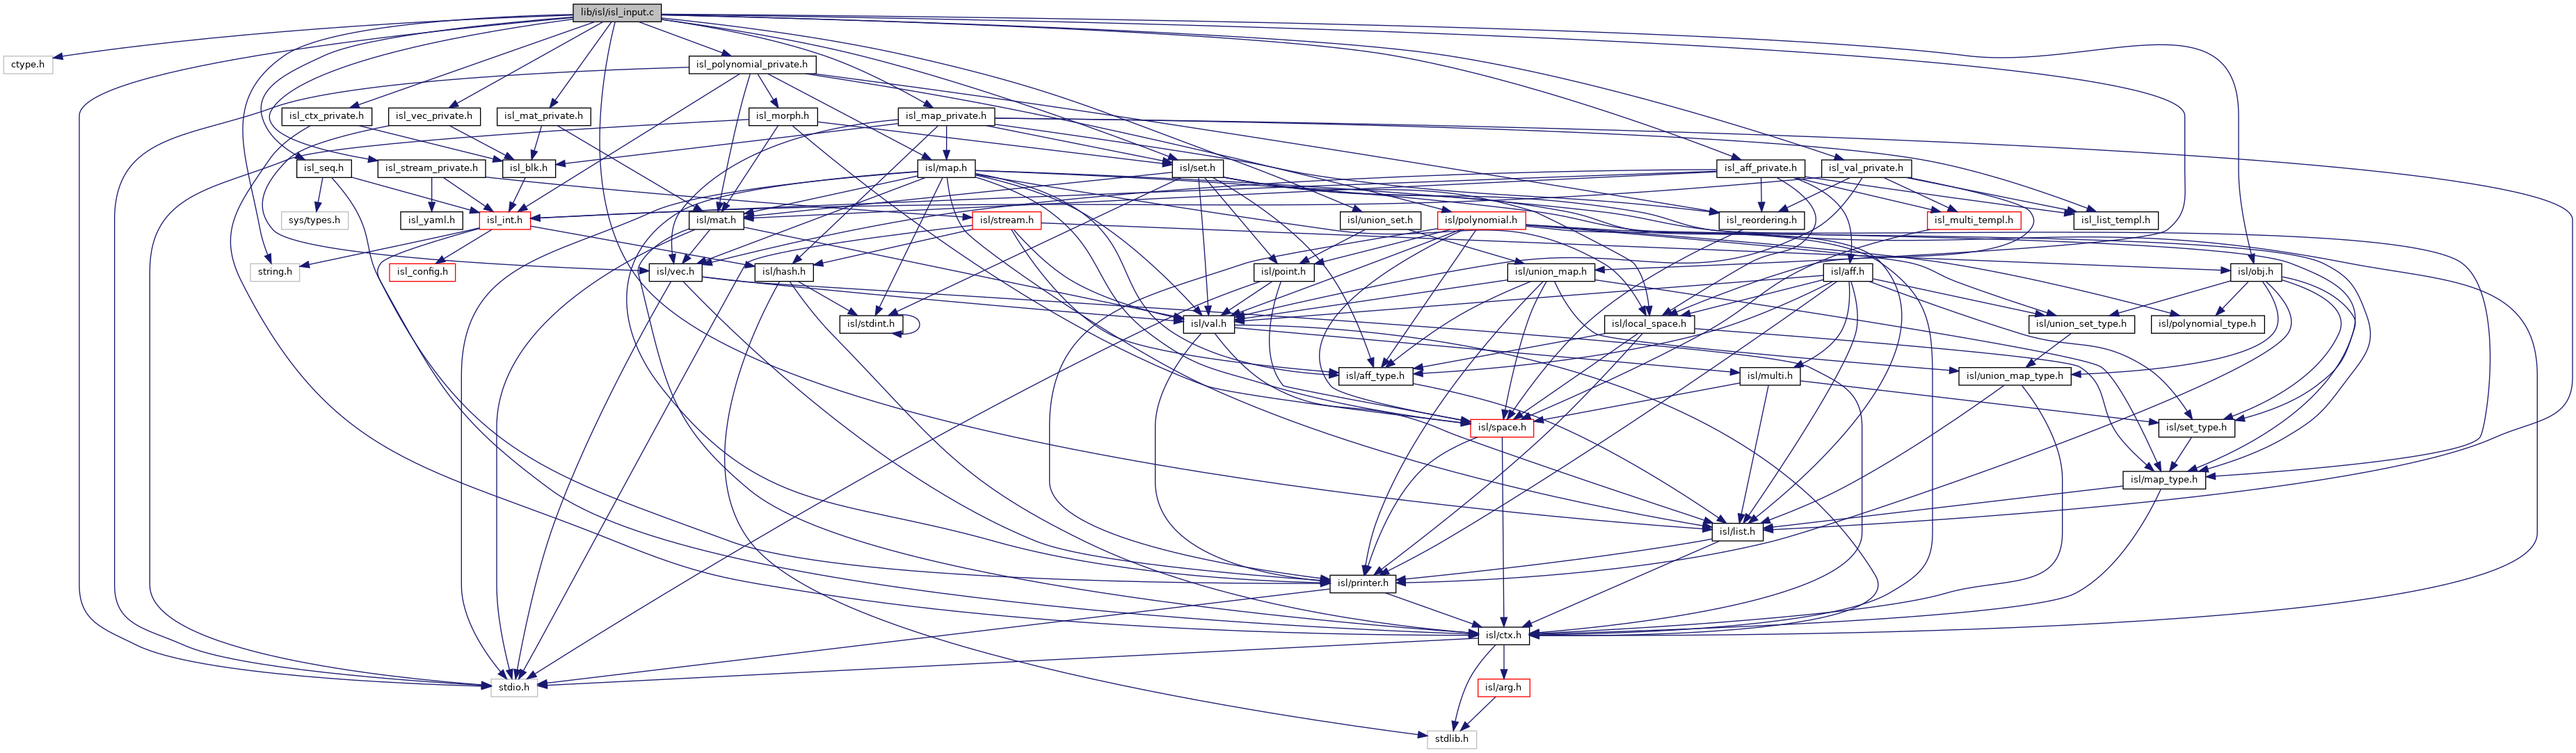 lib/isl/isl_input.c
ctype.h
isl_polynomial_private.h
isl_ctx_private.h
isl_vec_private.h
isl_mat_private.h
isl_morph.h
isl_map_private.h
isl_seq.h
isl_stream_private.h
isl_blk.h
isl/map.h
isl/set.h
isl_aff_private.h
isl_val_private.h
sys/types.h
isl_yaml.h
isl_int.h
isl/mat.h
isl/stream.h
isl/union_set.h
isl/polynomial.h
isl_reordering.h
isl_multi_templ.h
isl_list_templ.h
string.h
isl_config.h
isl/vec.h
isl/hash.h
isl/point.h
isl/union_map.h
isl/aff.h
isl/obj.h
isl/stdint.h
isl/val.h
isl/local_space.h
isl/union_set_type.h
isl/polynomial_type.h
isl/aff_type.h
isl/multi.h
isl/union_map_type.h
isl/space.h
isl/set_type.h
isl/map_type.h
isl/list.h
isl/printer.h
isl/ctx.h
stdio.h
isl/arg.h
stdlib.h